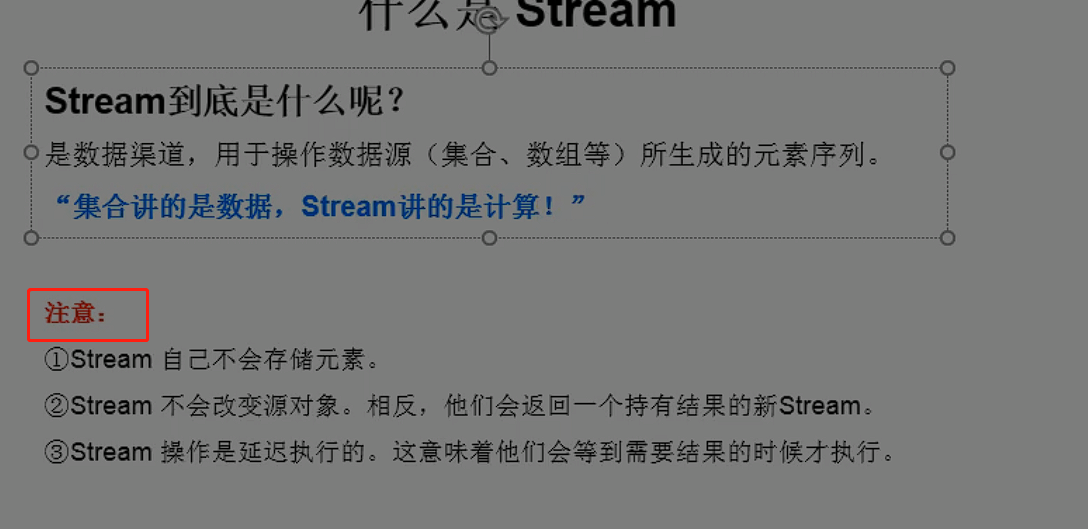 什么是 Stream
Stream到底是什么呢？
是数据渠道，用于操作数据源（集合、数组等）所生成的元素序列。
“集合讲的是数据，Stream讲的是计算！”
注意：
①Stream 自己不会存储元素。
②Stream 不会改变源对象。相反，他们会返回一个持有结果的新Stream。
③Stream 操作是延迟执行的。这意味着他们会等到需要结果的时候才执行。